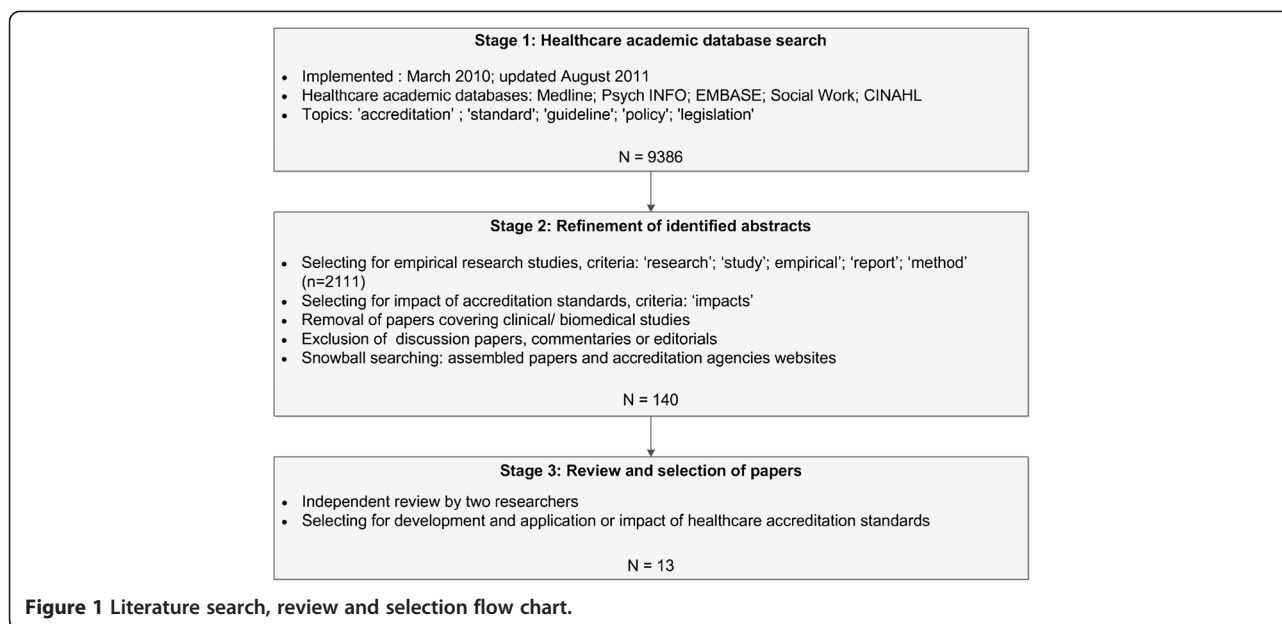 Stage 1: Healthcare academic database search
• Implemented : March 2010; updated August 2011
• Healthcare academic databases: Medline; Psych INFO; EMBASE; Social Work; CINAHL
• Topics: 'accreditation' ; 'standard'; 'guideline'; 'policy'; 'legislation'
N = 9386
Stage 2: Refinement of identified abstracts
• Selecting for empirical research studies, criteria: ‘research’; ‘study’; empirical’; ‘report’; ‘method’
(n=2111)
• Selecting for impact of accreditation standards, criteria: ‘impacts’
• Removal of papers covering clinical/ biomedical studies
• Exclusion of discussion papers, commentaries or editorials
• Snowball searching: assembled papers and accreditation agencies websites
N = 140
Stage 3: Review and selection of papers
• Independent review by two researchers
• Selecting for development and application or impact of healthcare accreditation standards
N = 13
Figure 1 Literature search, review and selection flow chart.